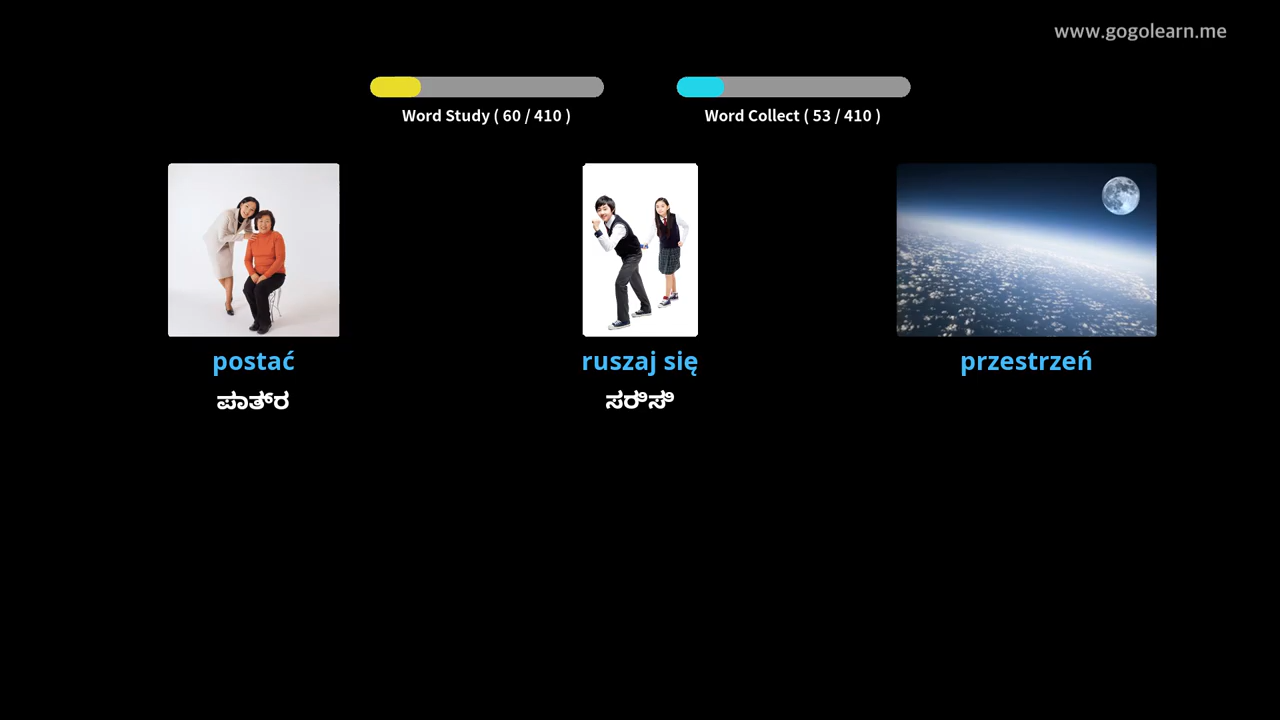 www.gogolearn.me
Word Study ( 60 / 410 )
Word Collect ( 53 / 410 )
postać
ruszaj się
przestrzeń
ಪಾತ್ರ
ಸರಿಸಿ